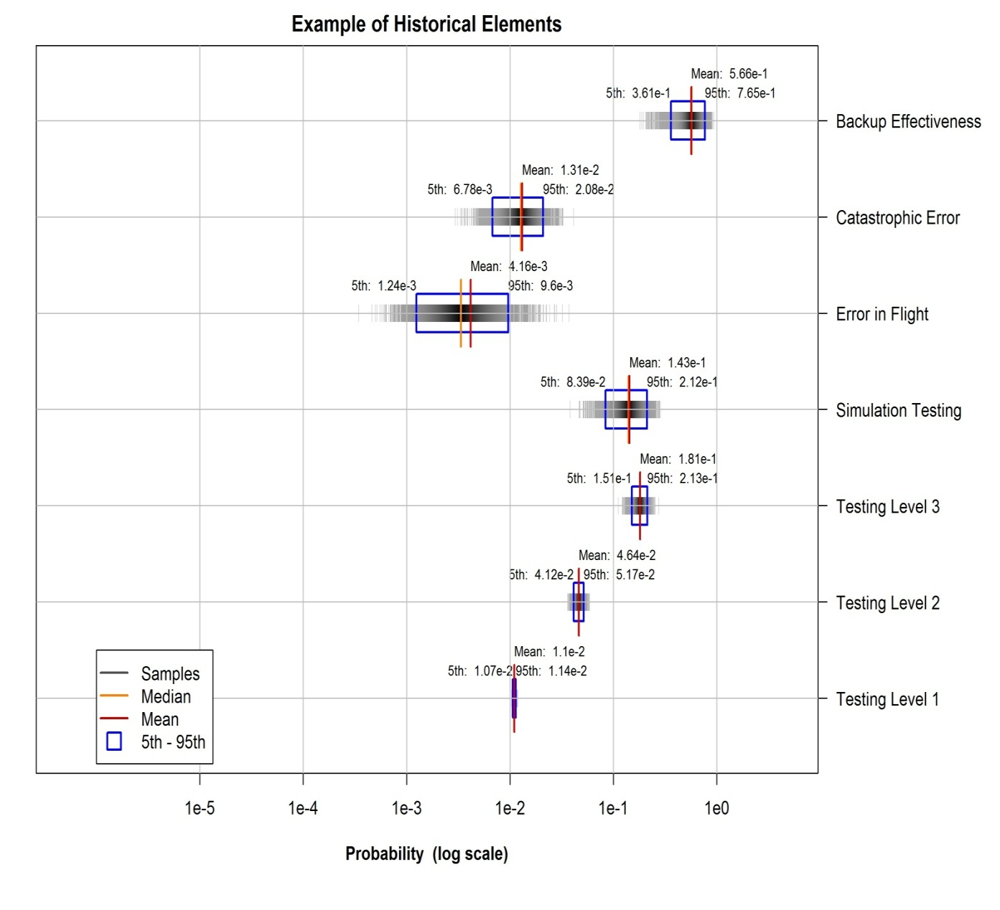 Example of Historical Elements
Mean: 5.66e-1
5th: 3.61e-1 95th: 7.65e-1
Backup Effectiveness
Mean: 1.31e-2
5th: 6.78e-3 95th: 2.08e-2
Catastrophic Error
Mean: 4.16e-3
5th: 1.24e-3 95th: 9.6e-3
Error in Flight
Mean: 1.43e-1
5th: 8.39e-2 95th: 2.12e-1
Simulation Testing
Mean: 1.81e-1
5th: 1.51e-1 95th: 2.13e-1
Testing Level 3
Mean: 4.64e-2
5th: 4.12e-2 95th: 5.17e-2
Testing Level 2
Mean: 1.1e-2
5th: 1.07e-2 95th: 1.14e-2
Testing Level 1
Samples
Median
Mean
5th - 95th
1e-5 1e-4 1e-3 1e-2 1e-1 1e0
Probability (log scale)